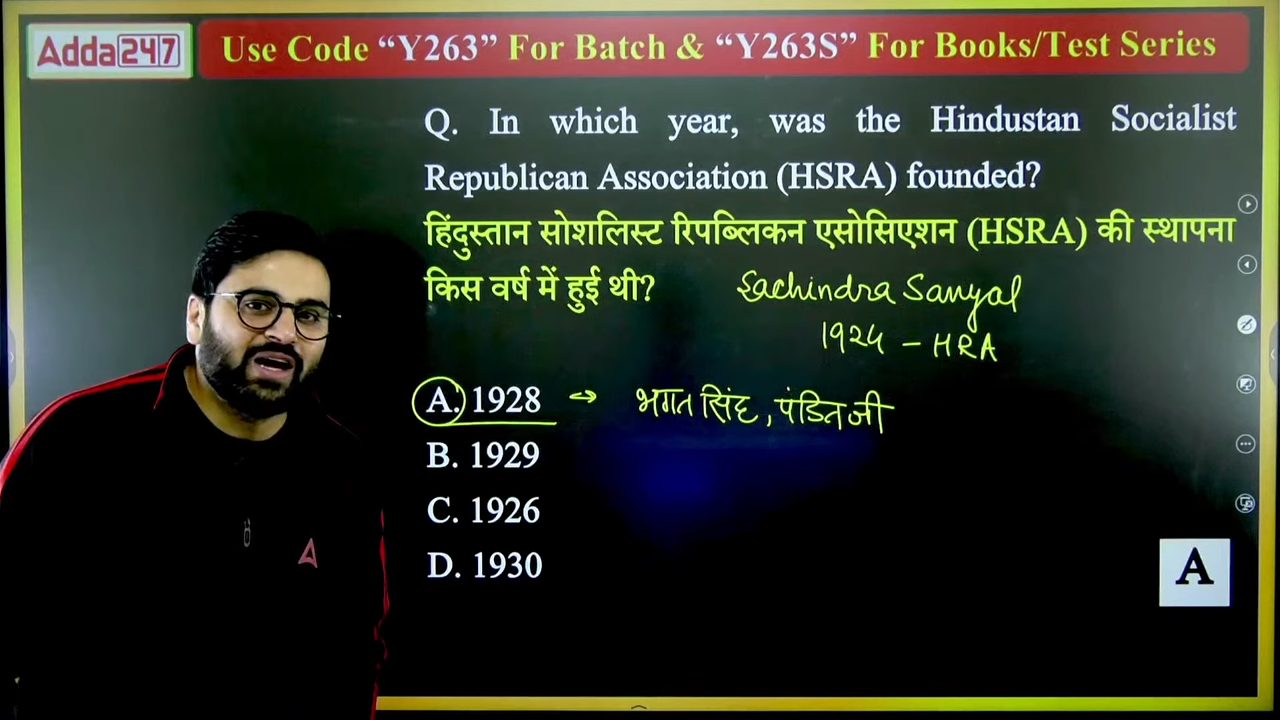 Adda247
Use Code “Y263” For Batch & “Y263S” For Books/Test Series
Q. In which year, was the Hindustan Socialist
Republican Association (HSRA) founded?
हिंदुस्तान सोशलिस्ट रिपब्लिकन एसोसिएशन (HSRA) की स्थापना
किस वर्ष में हुई थी?
Sachindra Sanyal
1924 – HRA
A. 1928 → भगत सिंह, पंडित जी
B. 1929
C. 1926
D. 1930
A